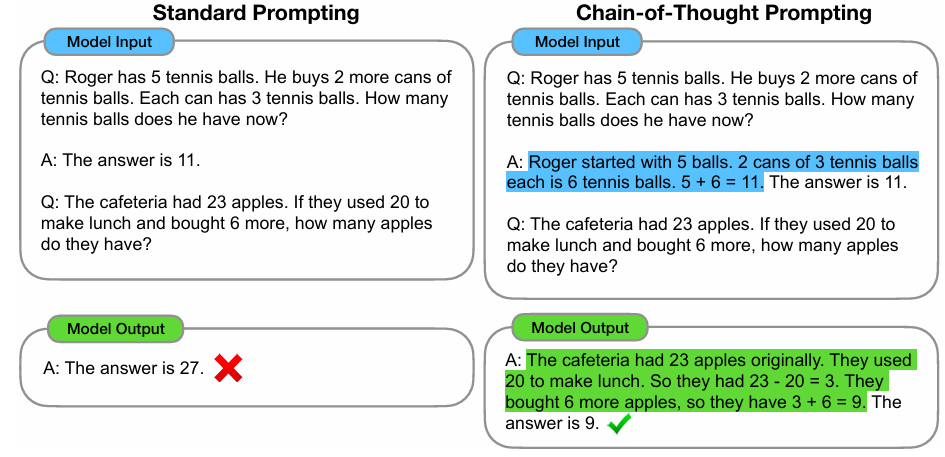 Standard Prompting
Model Input
Q: Roger has 5 tennis balls. He buys 2 more cans of
tennis balls. Each can has 3 tennis balls. How many
tennis balls does he have now?
A: The answer is 11.
Q: The cafeteria had 23 apples. If they used 20 to
make lunch and bought 6 more, how many apples
do they have?
Model Output
A: The answer is 27.
Chain-of-Thought Prompting
Model Input
Q: Roger has 5 tennis balls. He buys 2 more cans of
tennis balls. Each can has 3 tennis balls. How many
tennis balls does he have now?
A: Roger started with 5 balls. 2 cans of 3 tennis balls
each is 6 tennis balls. 5 + 6 = 11. The answer is 11.
Q: The cafeteria had 23 apples. If they used 20 to
make lunch and bought 6 more, how many apples
do they have?
Model Output
A: The cafeteria had 23 apples originally. They used
20 to make lunch. So they had 23 - 20 = 3. They
bought 6 more apples, so they have 3 + 6 = 9. The
answer is 9.